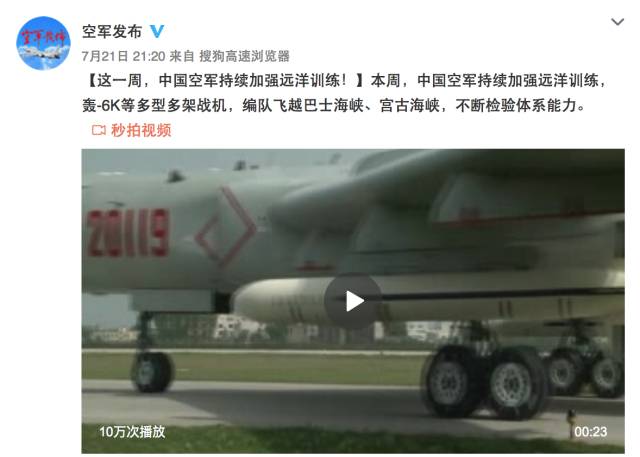 空军发布
空军发布
7月21日 21:20 来自 搜狗高速浏览器
【这一周，中国空军持续加强远洋训练！】本周，中国空军持续加强远洋训练，
轰-6K等多型多架战机，编队飞越巴士海峡、宫古海峡，不断检验体系能力。
秒拍视频
20119
10万次播放
00:23